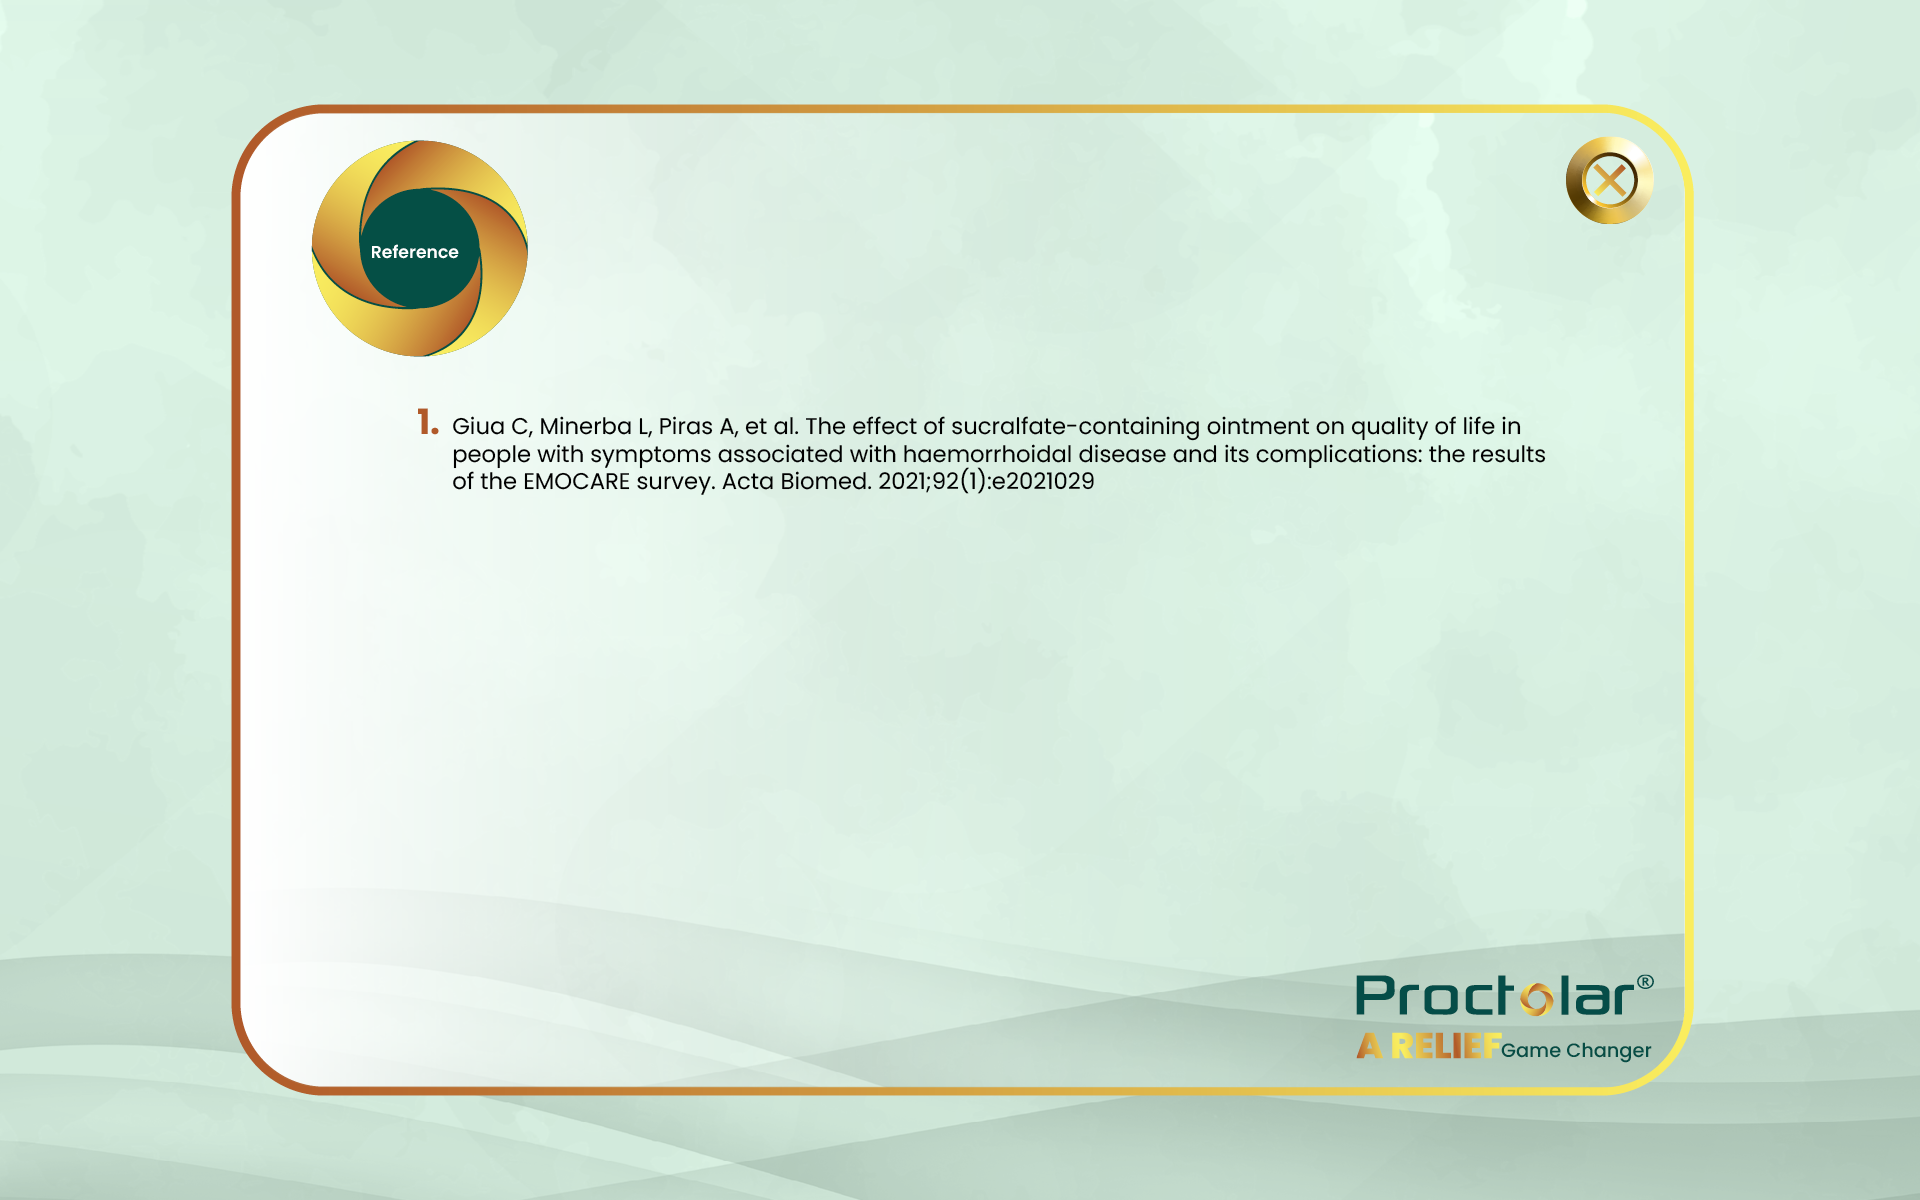 Reference
1. Giua C, Minerba L, Piras A, et al. The effect of sucralfate-containing ointment on quality of life in
people with symptoms associated with haemorrhoidal disease and its complications: the results
of the EMOCARE survey. Acta Biomed. 2021;92(1):e2021029
Proctolar®
A RELIEF Game Changer